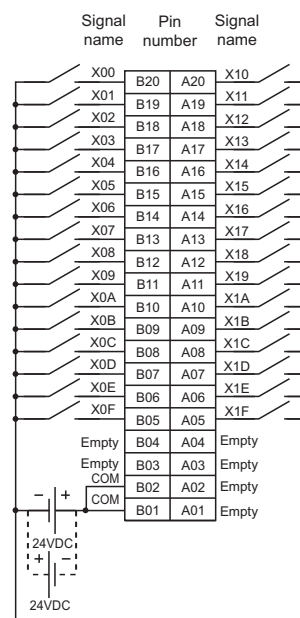 Signal name Pin number Signal name
X00 B20 A20 X10
X01 B19 A19 X11
X02 B18 A18 X12
X03 B17 A17 X13
X04 B16 A16 X14
X05 B15 A15 X15
X06 B14 A14 X16
X07 B13 A13 X17
X08 B12 A12 X18
X09 B11 A11 X19
X0A B10 A10 X1A
X0B B09 A09 X1B
X0C B08 A08 X1C
X0D B07 A07 X1D
X0E B06 A06 X1E
X0F B05 A05 X1F
Empty B04 A04 Empty
Empty B03 A03 Empty
COM B02 A02 Empty
COM B01 A01 Empty
− +
24VDC
+ −
24VDC